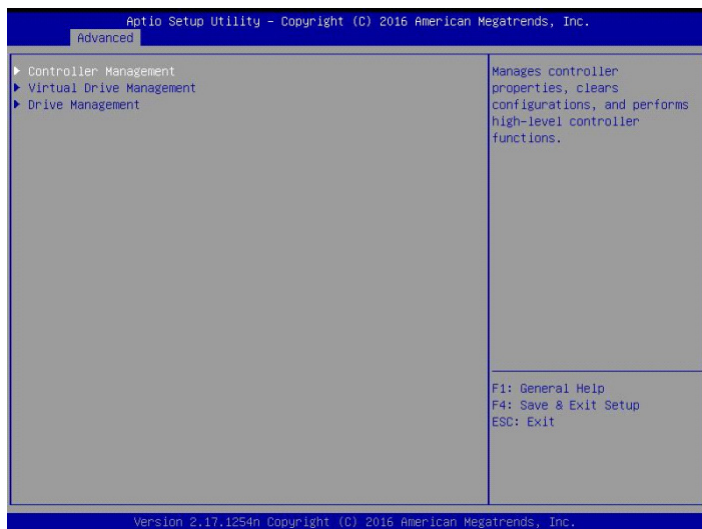 Aptio Setup Utility – Copyright (C) 2016 American Megatrends, Inc.
Advanced
Controller Management
Virtual Drive Management
Drive Management
Manages controller
properties, clears
configurations, and performs
high-level controller
functions.
F1: General Help
F4: Save & Exit Setup
ESC: Exit
Version 2.17.1254n Copyright (C) 2016 American Megatrends, Inc.